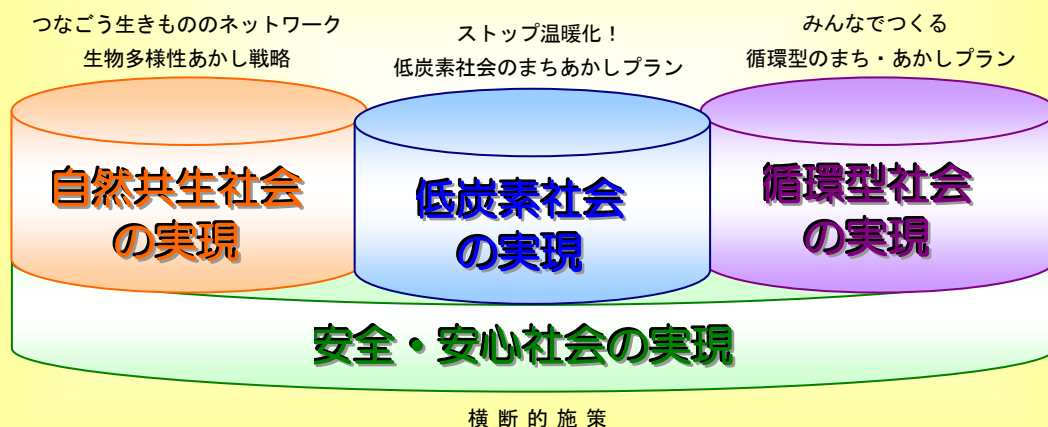 つなごう生きもののネットワーク
生物多様性あかし戦略
ストップ温暖化！
低炭素社会のまちあかしプラン
みんなでつくる
循環型のまち・あかしプラン
自然共生社会
の実現
低炭素社会
の実現
循環型社会
の実現
安全・安心社会の実現
横断的施策